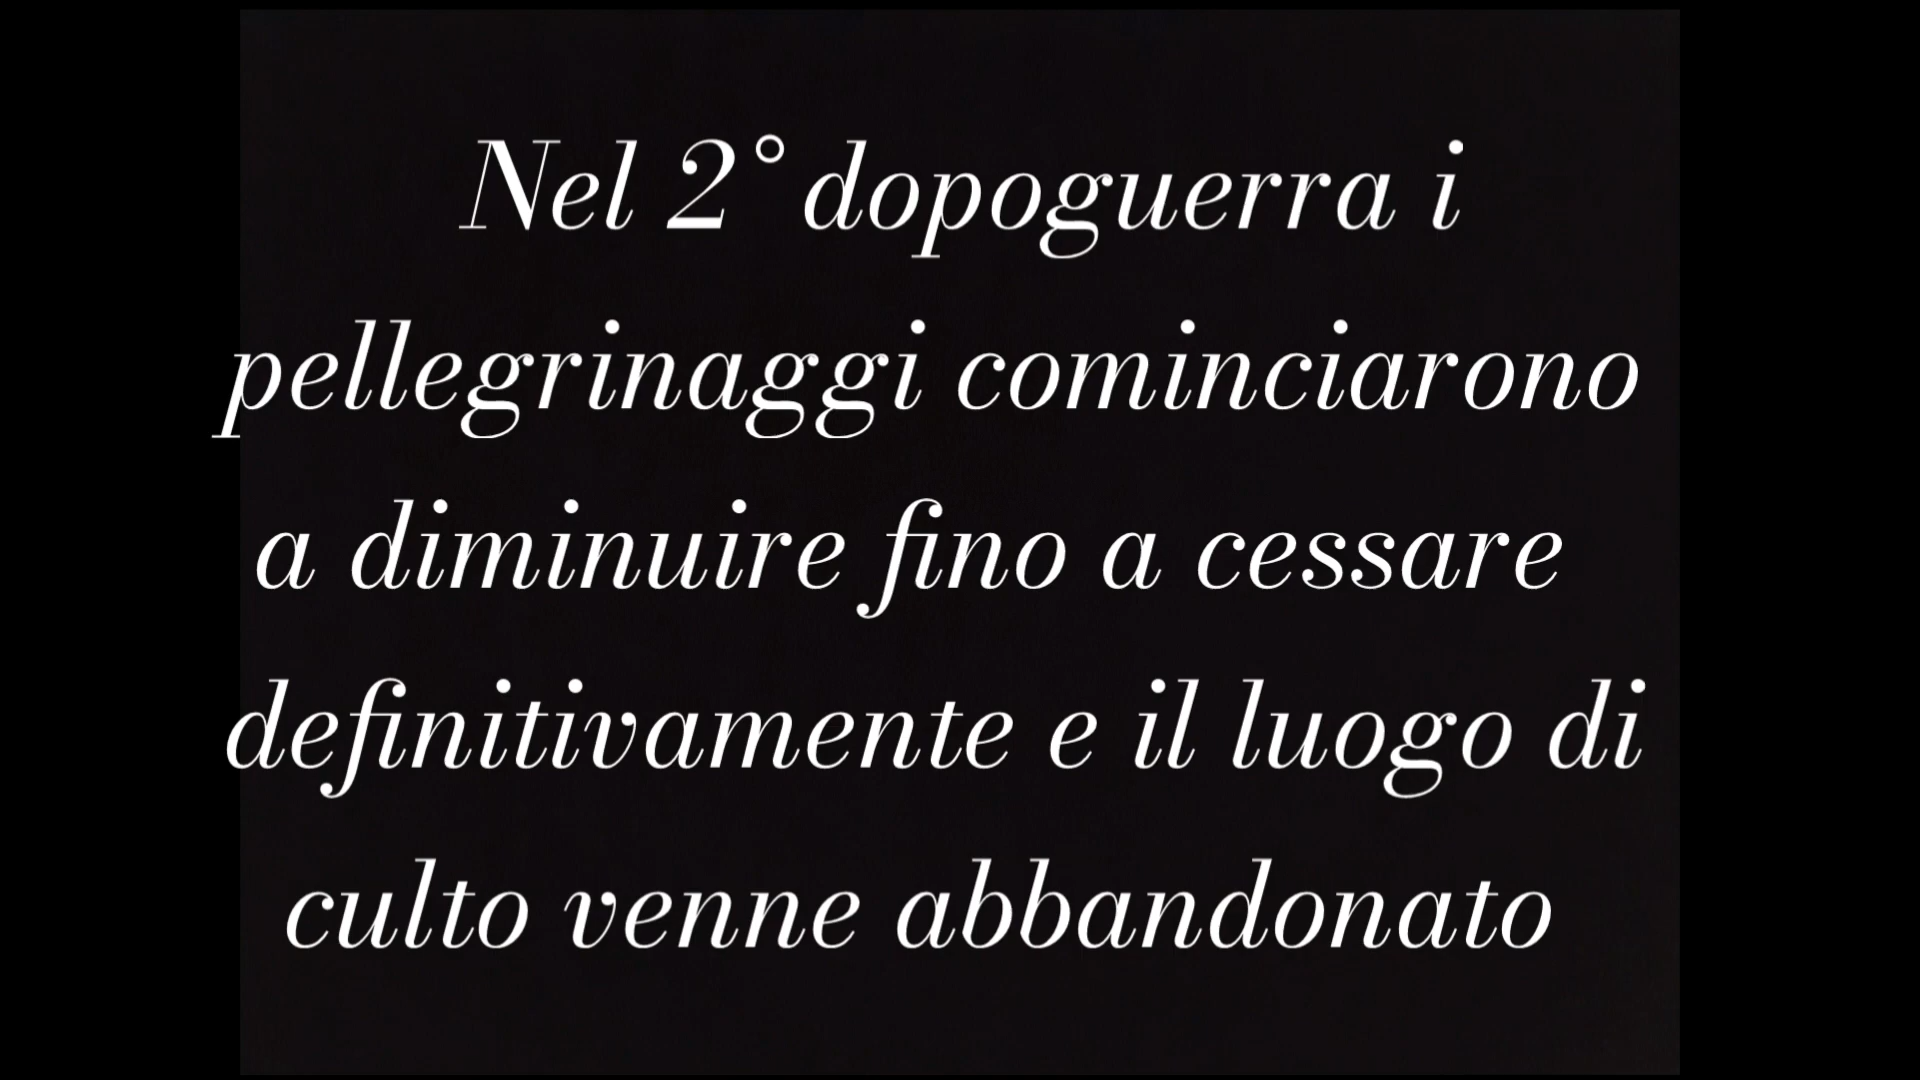 Nel 2° dopoguerra i
pellegrinaggi cominciarono
a diminuire fino a cessare
definitivamente e il luogo di
culto venne abbandonato